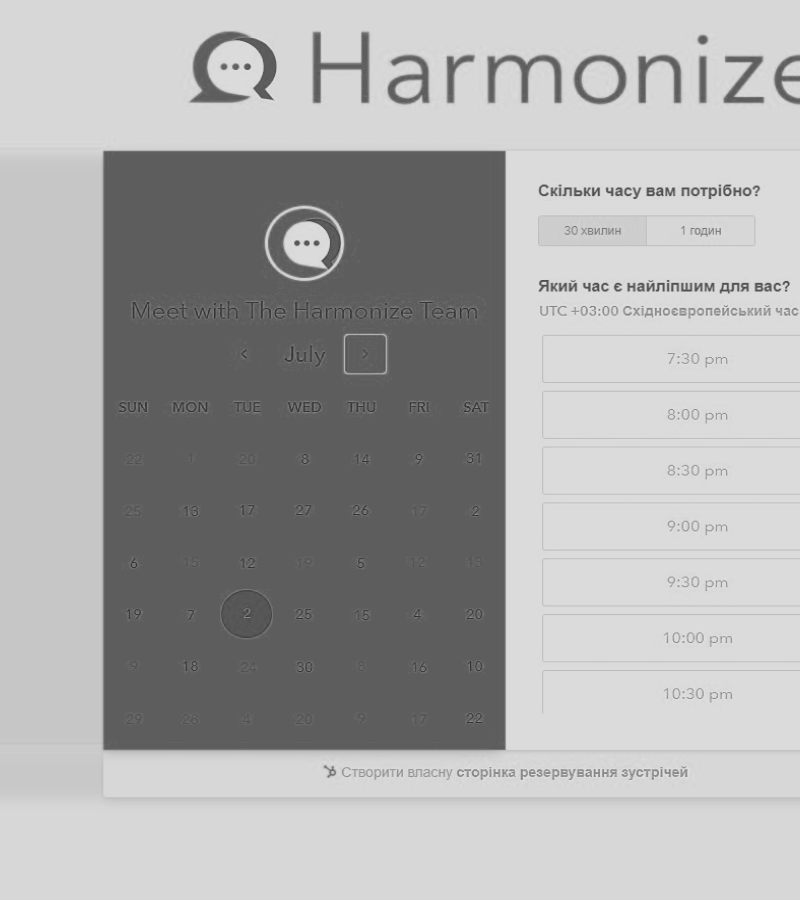 Harmonize
Meet with The Harmonize Team
July
SUN MON TUE WED THU FRI SAT
22 1 20 8 14 9 31
25 13 17 27 26 17 2
6 15 12 19 5 12 13
19 7 2 25 15 4 20
9 18 24 30 8 16 10
29 28 4 20 9 17 22
Скільки часу вам потрібно?
30 хвилин 1 годин
Який час є найліпшим для вас?
UTC +03:00 Східноєвропейський час
7:30 pm
8:00 pm
8:30 pm
9:00 pm
9:30 pm
10:00 pm
10:30 pm
Створити власну сторінка резервування зустрічей